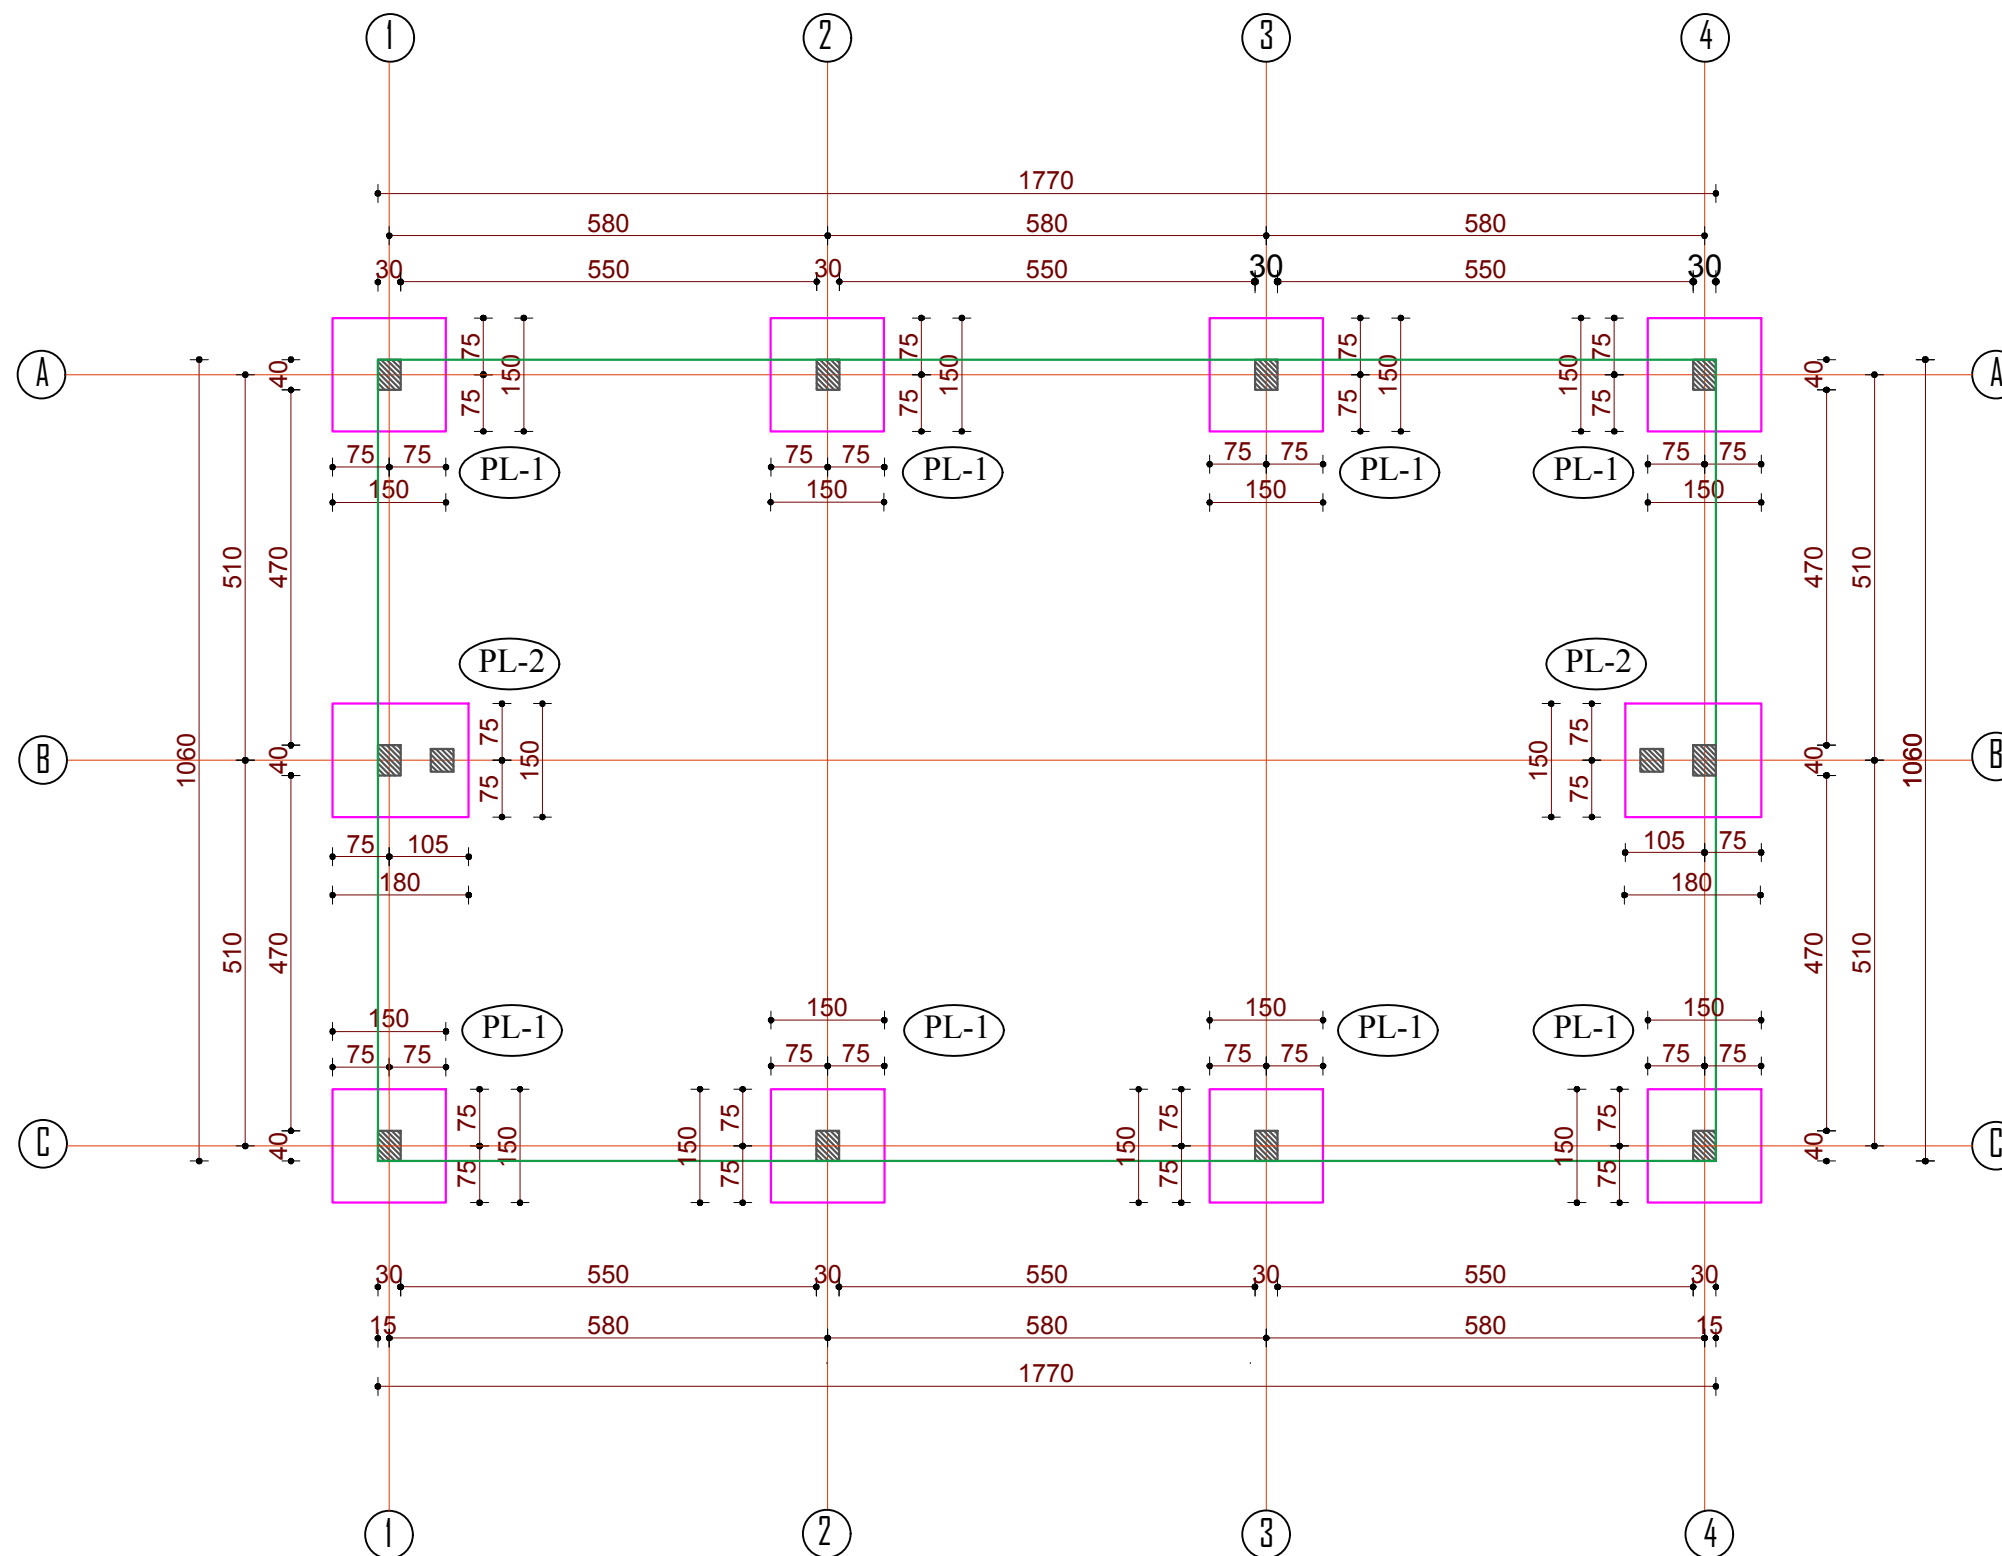 1 2 3 4
1770
580 580 580
30 550 30 550 30 550 30
A 40 75 75 150 75 75 150 75 75 150 150 75 75 40 A
75 75 PL-1 75 75 PL-1 75 75 PL-1 PL-1 75 75
150 150 150 150
510 470 470 510
PL-2 PL-2
B 1060 40 75 75 150 150 75 75 40 1060 B
75 105 105 75
180 180
510 470 470 510
150 PL-1 150 PL-1 150 PL-1 PL-1 150
75 75 75 75 75 75 75 75
C 40 75 75 150 150 75 75 150 75 75 150 75 75 40 C
30 550 30 550 30 550 30
15 580 580 580 15
1770
1 2 3 4